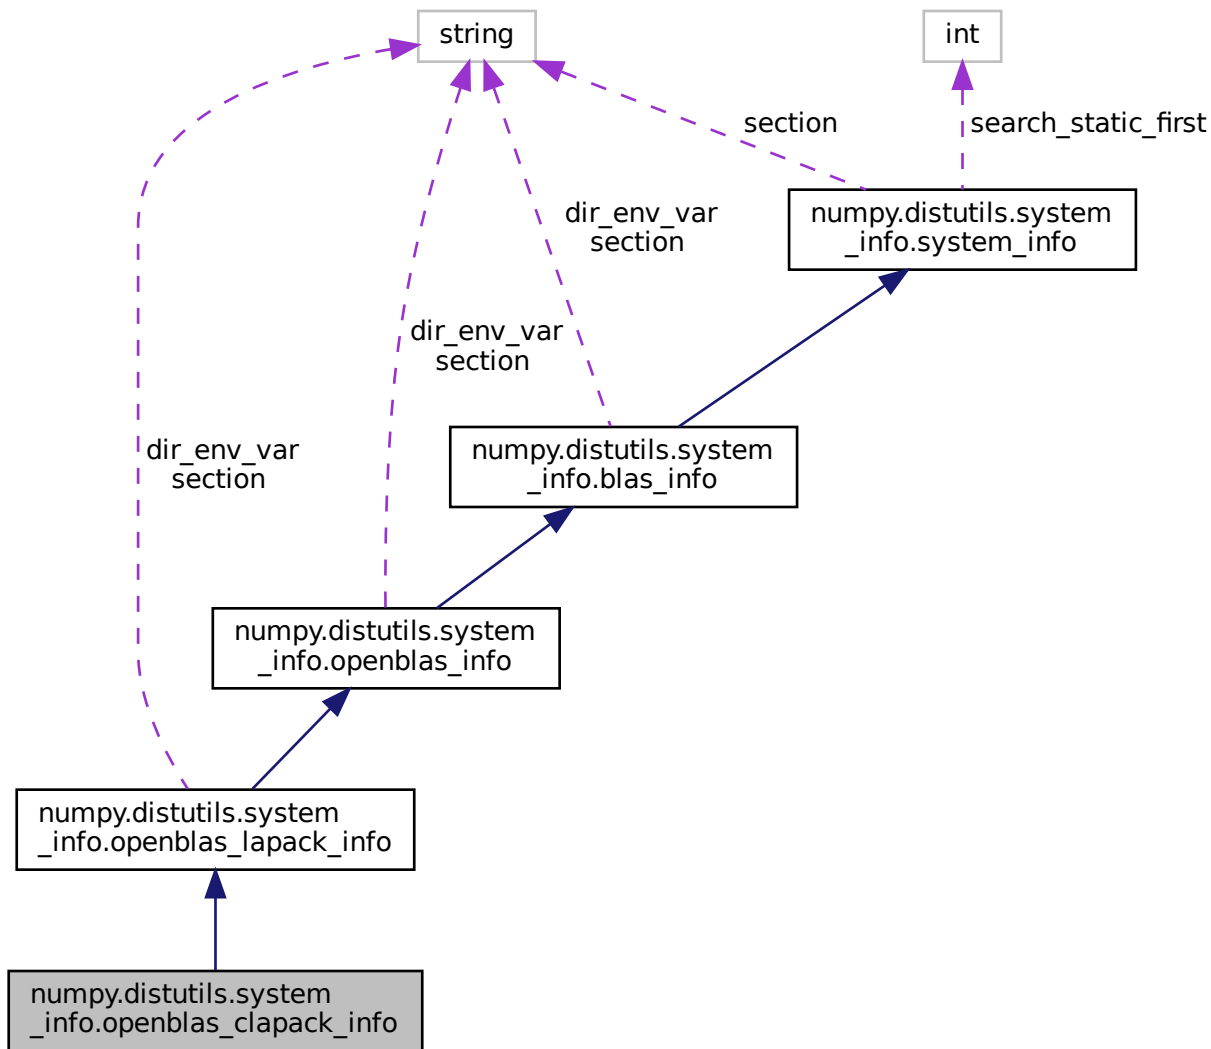 string
int
section
search_static_first
numpy.distutils.system
_info.system_info
dir_env_var
section
dir_env_var
section
numpy.distutils.system
_info.blas_info
dir_env_var
section
numpy.distutils.system
_info.openblas_info
numpy.distutils.system
_info.openblas_lapack_info
numpy.distutils.system
_info.openblas_clapack_info